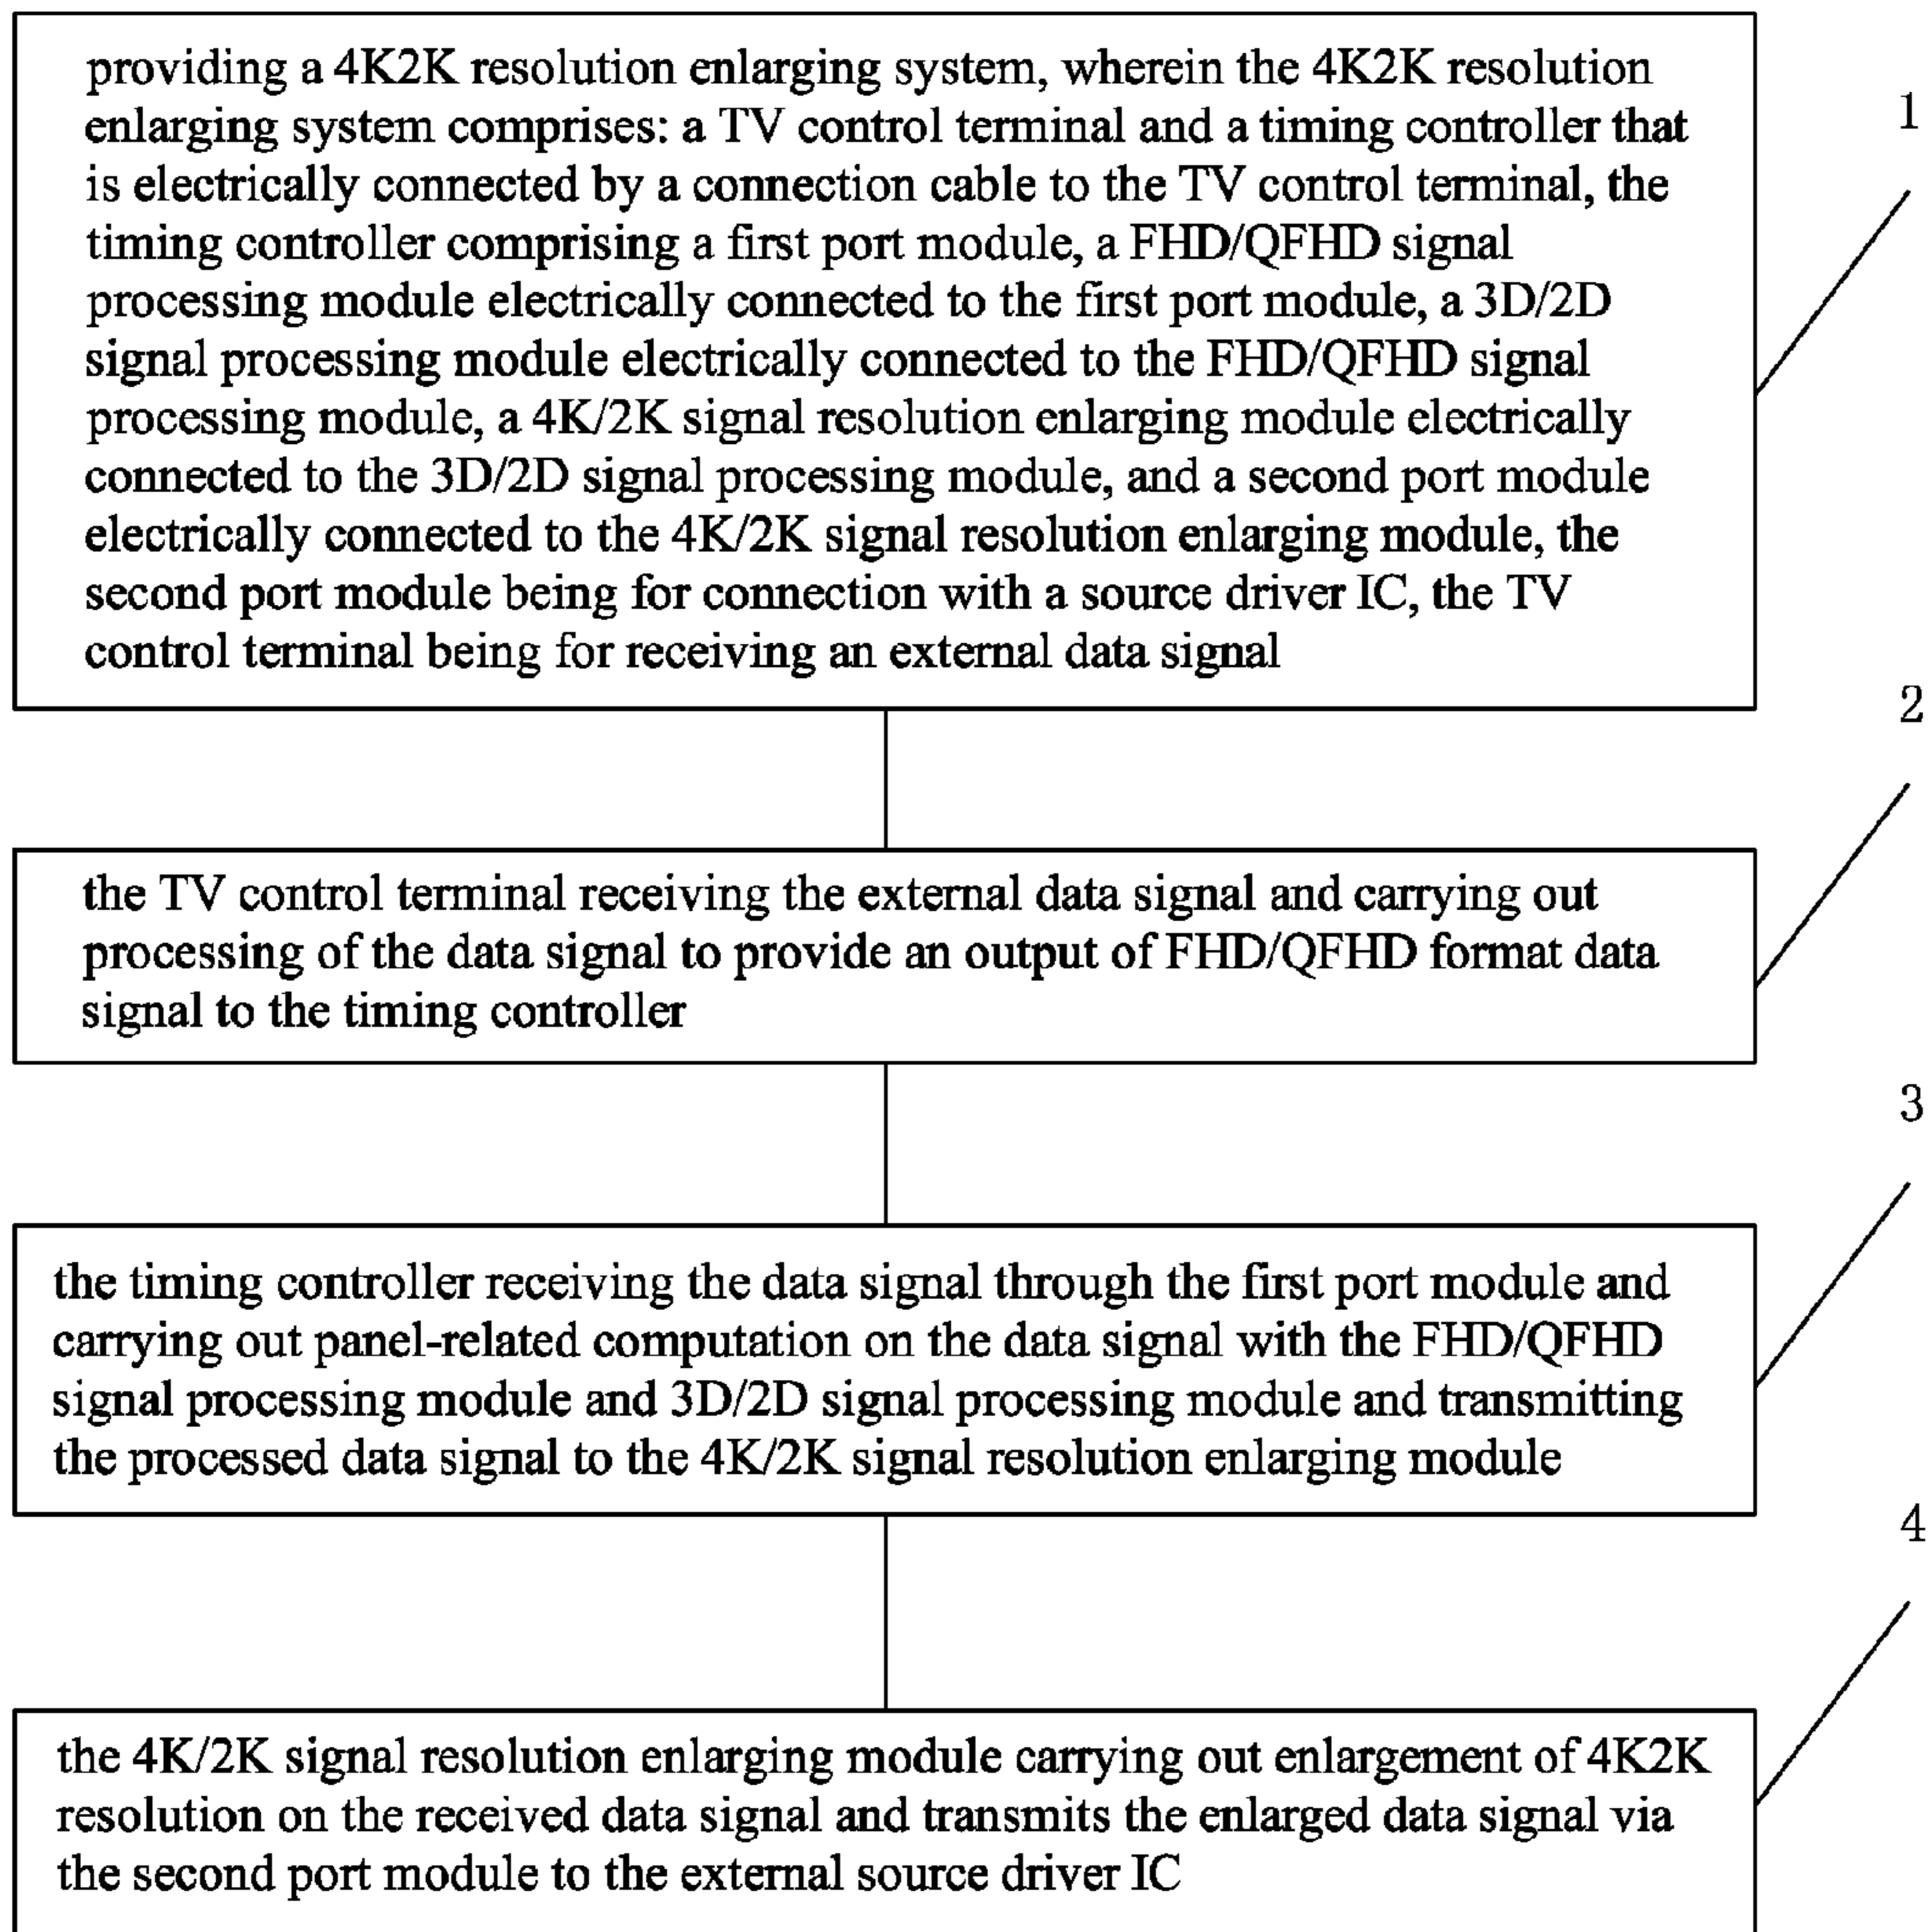 providing a 4K2K resolution enlarging system, wherein the 4K2K resolution
enlarging system comprises: a TV control terminal and a timing controller that
is electrically connected by a connection cable to the TV control terminal, the
timing controller comprising a first port module, a FHD/QFHD signal
processing module electrically connected to the first port module, a 3D/2D
signal processing module electrically connected to the FHD/QFHD signal
processing module, a 4K/2K signal resolution enlarging module electrically
connected to the 3D/2D signal processing module, and a second port module
electrically connected to the 4K/2K signal resolution enlarging module, the
second port module being for connection with a source driver IC, the TV
control terminal being for receiving an external data signal
1
the TV control terminal receiving the external data signal and carrying out
processing of the data signal to provide an output of FHD/QFHD format data
signal to the timing controller
2
the timing controller receiving the data signal through the first port module and
carrying out panel-related computation on the data signal with the FHD/QFHD
signal processing module and 3D/2D signal processing module and transmitting
the processed data signal to the 4K/2K signal resolution enlarging module
3
the 4K/2K signal resolution enlarging module carrying out enlargement of 4K2K
resolution on the received data signal and transmits the enlarged data signal via
the second port module to the external source driver IC
4